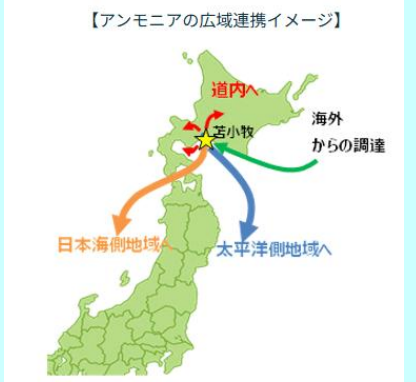 【アンモニアの広域連携イメージ】
道内へ
苫小牧
海外
からの調達
日本海側地域へ
太平洋側地域へ